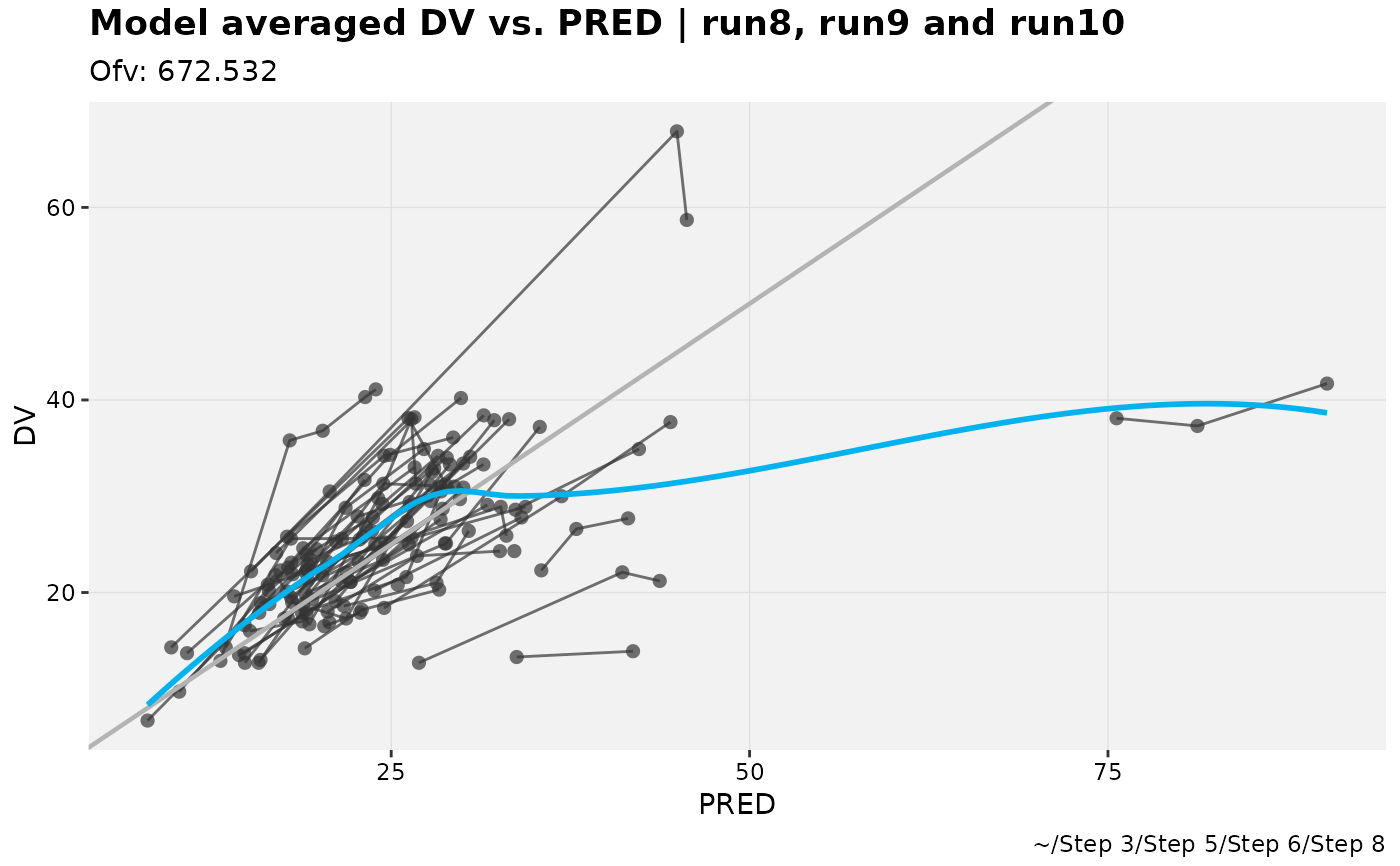 Model averaged DV vs. PRED | run8, run9 and run10
Ofv: 672.532
60
40
20
DV
25
50
75
PRED
~/Step 3/Step 5/Step 6/Step 8